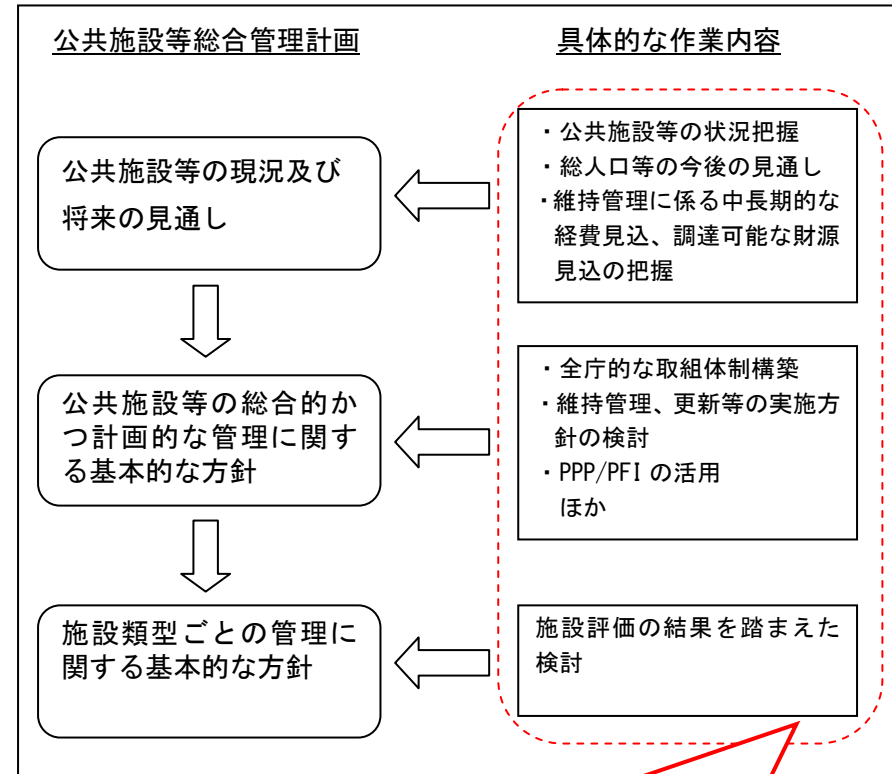 公共施設等総合管理計画
具体的な作業内容
公共施設等の現況及び
将来の見通し
・公共施設等の状況把握
・総人口等の今後の見通し
・維持管理に係る中長期的な
経費見込、調達可能な財源
見込の把握
公共施設等の総合的か
つ計画的な管理に関す
る基本的な方針
・全庁的な取組体制構築
・維持管理、更新等の実施方
針の検討
・PPP/PFI の活用
ほか
施設類型ごとの管理に
関する基本的な方針
施設評価の結果を踏まえた
検討